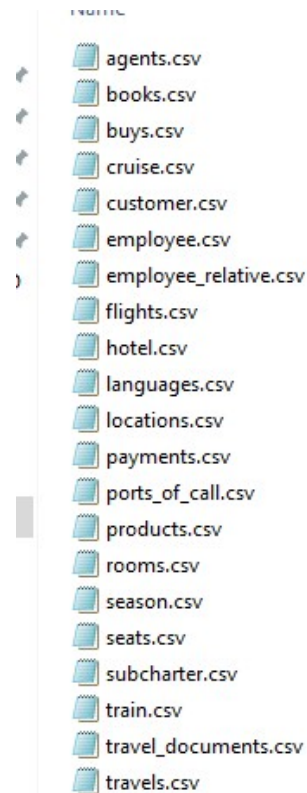 Name
agents.csv
books.csv
buys.csv
cruise.csv
customer.csv
employee.csv
employee_relative.csv
flights.csv
hotel.csv
languages.csv
locations.csv
payments.csv
ports_of_call.csv
products.csv
rooms.csv
season.csv
seats.csv
subcharter.csv
train.csv
travel_documents.csv
travels.csv